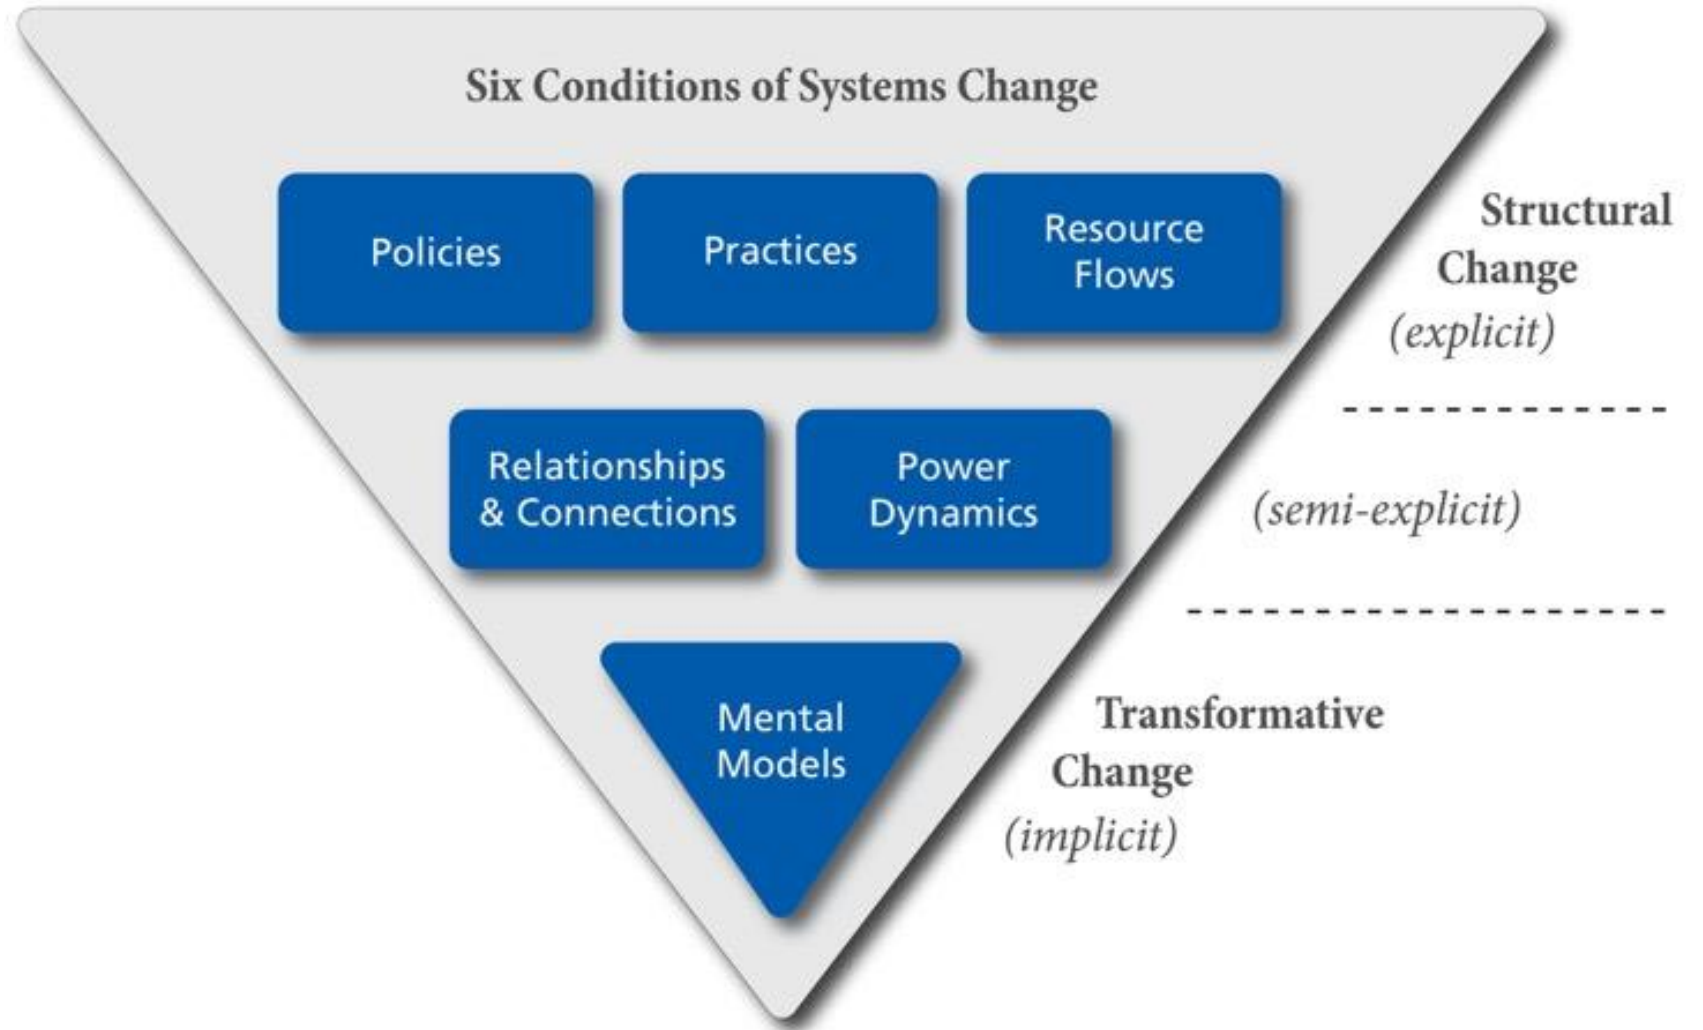 Six Conditions of Systems Change
Policies
Practices
Resource
Flows
Structural
Change
(explicit)
Relationships
& Connections
Power
Dynamics
(semi-explicit)
Mental
Models
Transformative
Change
(implicit)